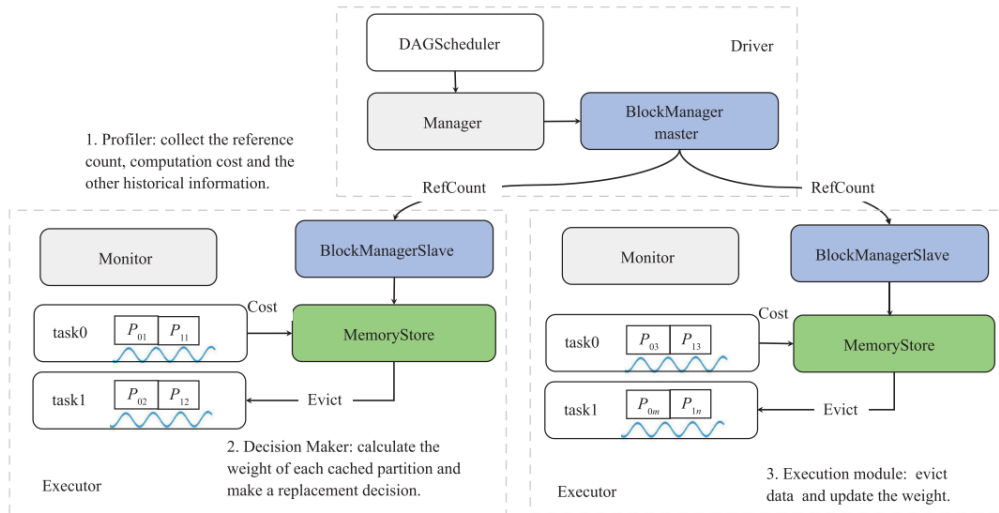 DAGScheduler
Driver
Manager
BlockManager
master
1. Profiler: collect the reference
count, computation cost and the
other historical information.
RefCount
RefCount
Monitor
BlockManagerSlave
Cost
task0
P01
P11
MemoryStore
task1
P02
P12
Evict
2. Decision Maker: calculate the
weight of each cached partition and
make a replacement decision.
Executor
Monitor
BlockManagerSlave
Cost
task0
P03
P13
MemoryStore
task1
P0m
P1n
Evict
3. Execution module: evict
data and update the weight.
Executor